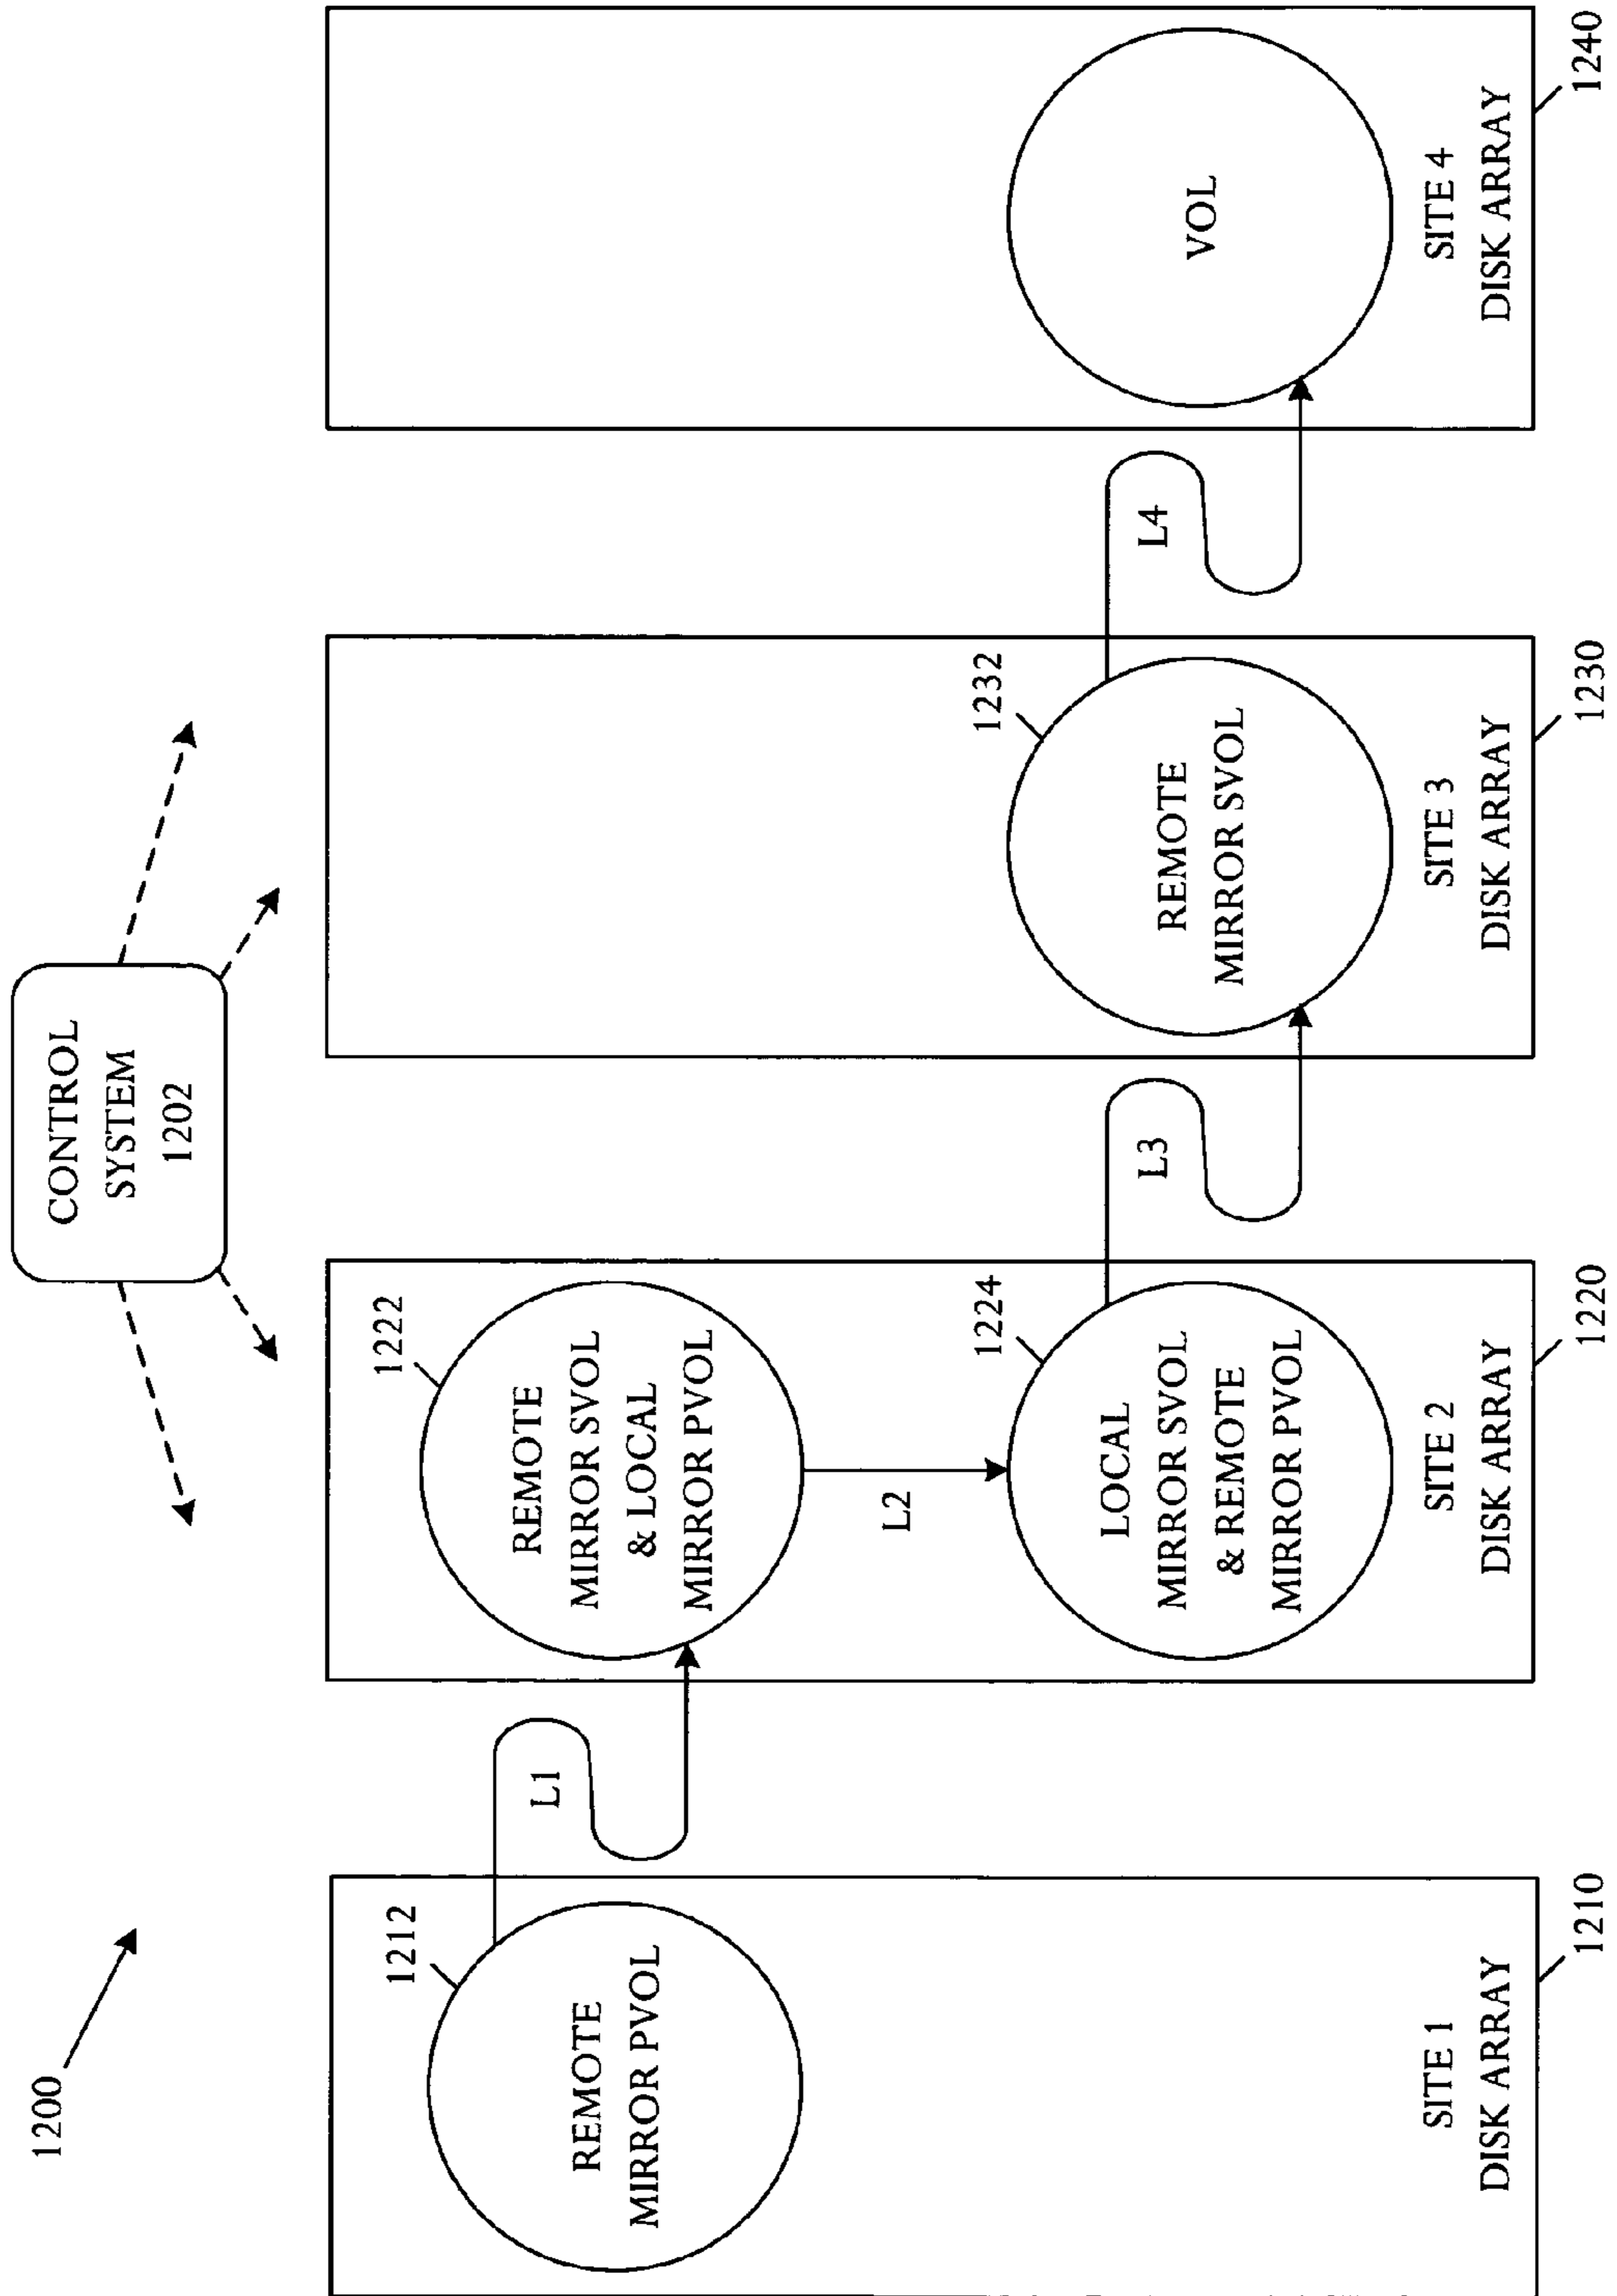 1200
CONTROL
SYSTEM
1202
1212
REMOTE
MIRROR PVOL
SITE 1
DISK ARRAY
1210
L1
1222
REMOTE
MIRROR SVOL
& LOCAL
MIRROR PVOL
L2
1224
LOCAL
MIRROR SVOL
& REMOTE
MIRROR PVOL
SITE 2
DISK ARRAY
1220
L3
1232
REMOTE
MIRROR SVOL
SITE 3
DISK ARRAY
1230
L4
VOL
SITE 4
DISK ARRAY
1240